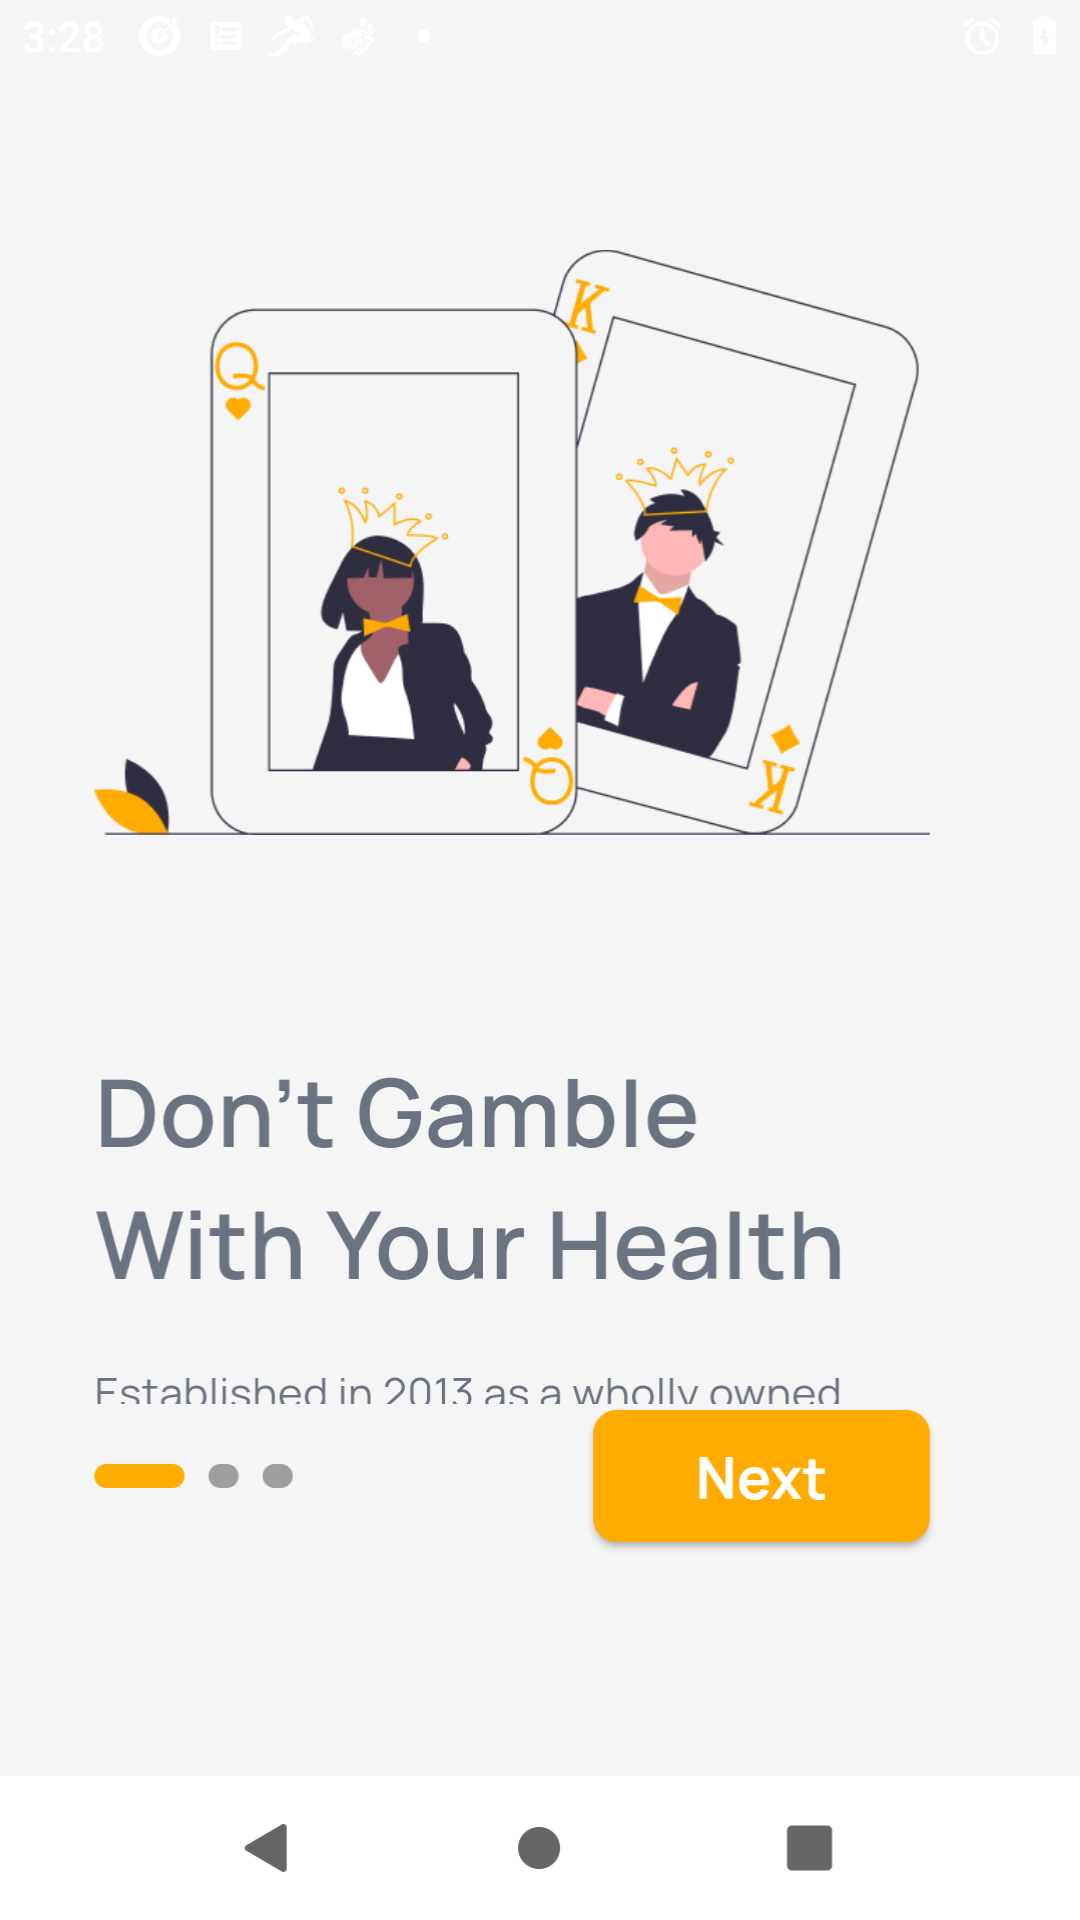 3:28
K
Q
Q
K
Don't Gamble
With Your Health
Established in 2013 as a wholly owned
Next